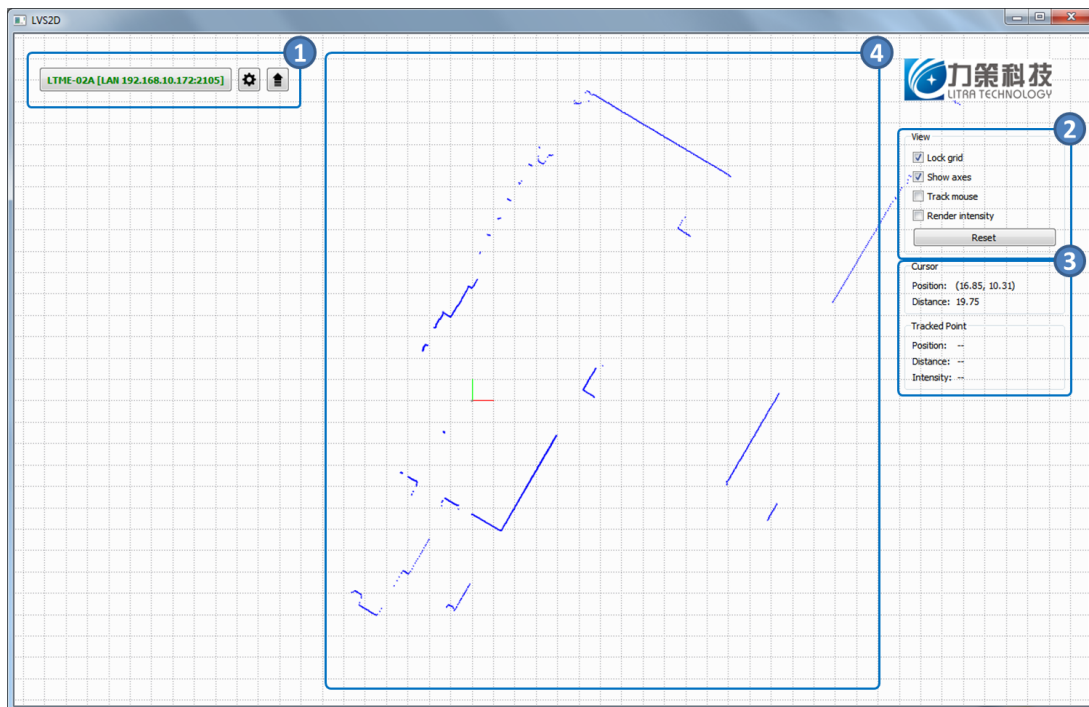 LVS2D
1
4
LTME-02A [LAN 192.168.10.172:2105]
力策科技
LITRA TECHNOLOGY
2
View
Lock grid
Show axes
Track mouse
Render intensity
Reset
3
Cursor
Position: (16.85, 10.31)
Distance: 19.75
Tracked Point
Position: --
Distance: --
Intensity: --